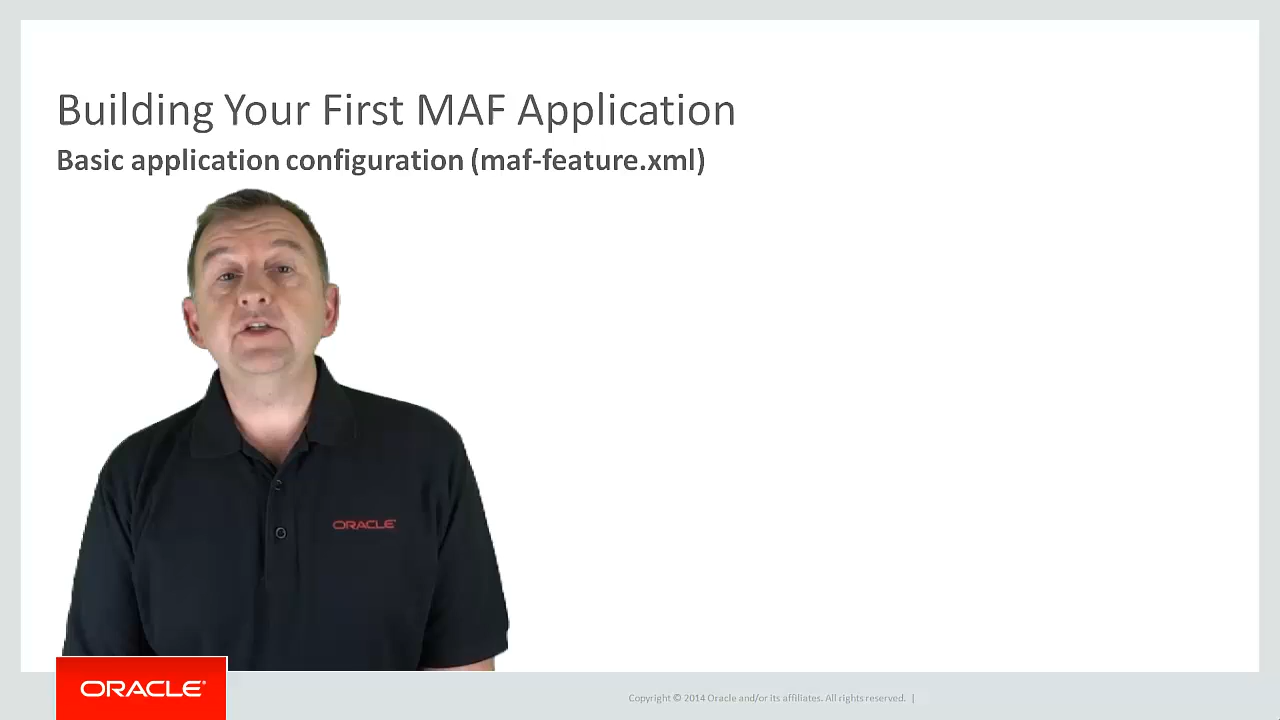 Building Your First MAF Application
Basic application configuration (maf-feature.xml)
ORACLE
ORACLE®
Copyright © 2014 Oracle and/or its affiliates. All rights reserved. |